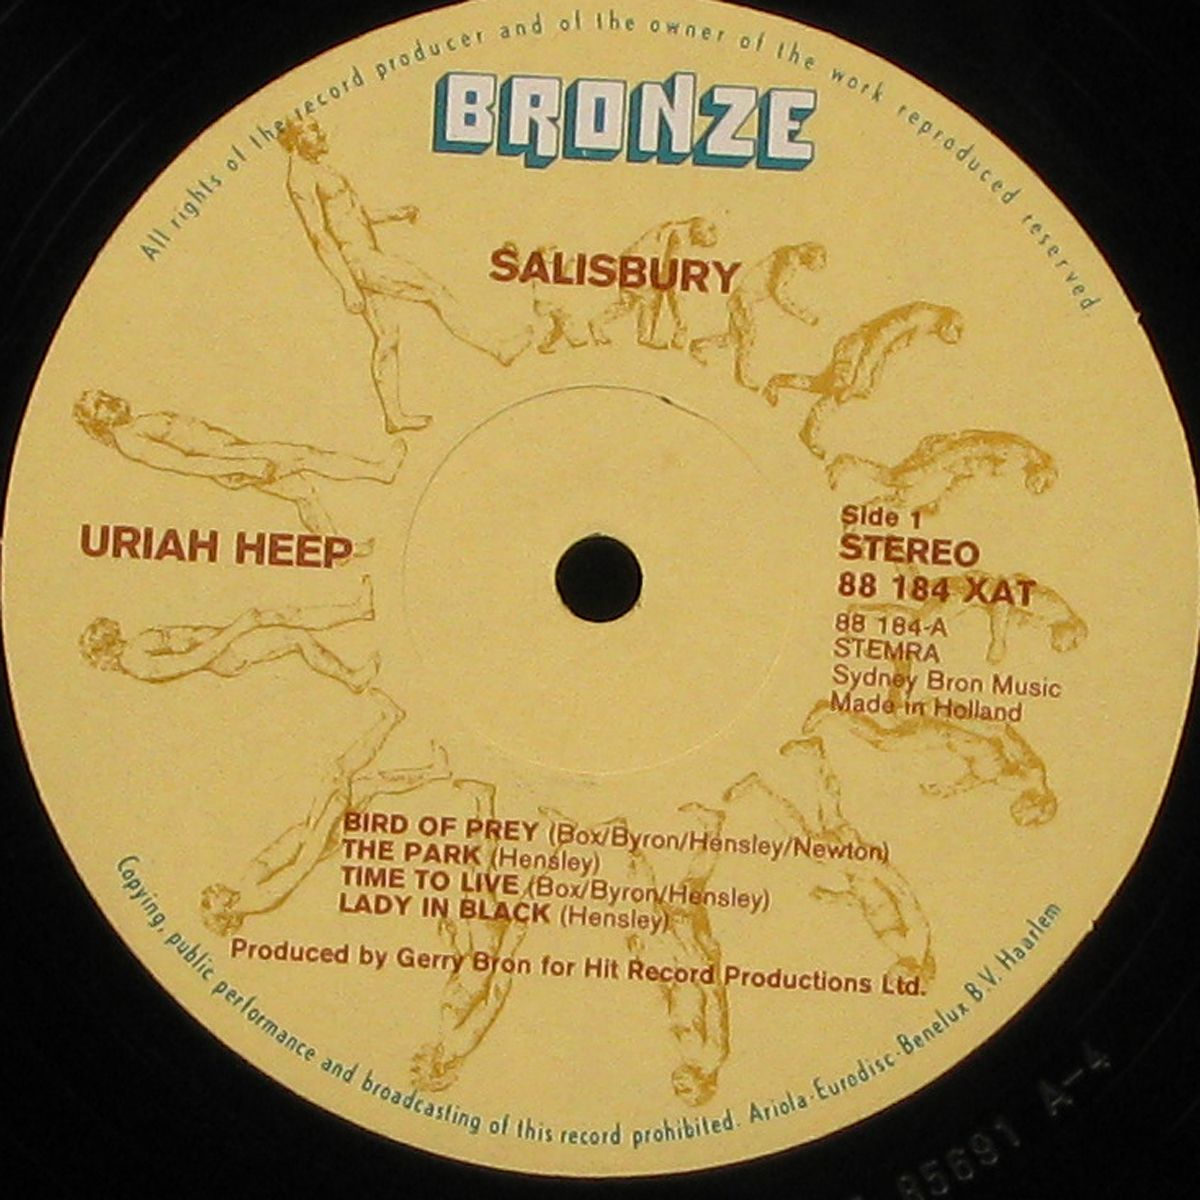 All rights of the record producer and of the owner of the work reproduced reserved.
BRONZE
SALISBURY
URIAH HEEP
Side 1
STEREO
88 184 XAT
88 184-A
STEMRA
Sydney Bron Music
Made in Holland
BIRD OF PREY (Box/Byron/Hensley/Newton)
THE PARK (Hensley)
TIME TO LIVE (Box/Byron/Hensley)
LADY IN BLACK (Hensley)
Produced by Gerry Bron for Hit Record Productions Ltd.
Copying, public performance and broadcasting of this record prohibited. Ariola-Eurodisc-Benelux B.V. Haarlem
A-4